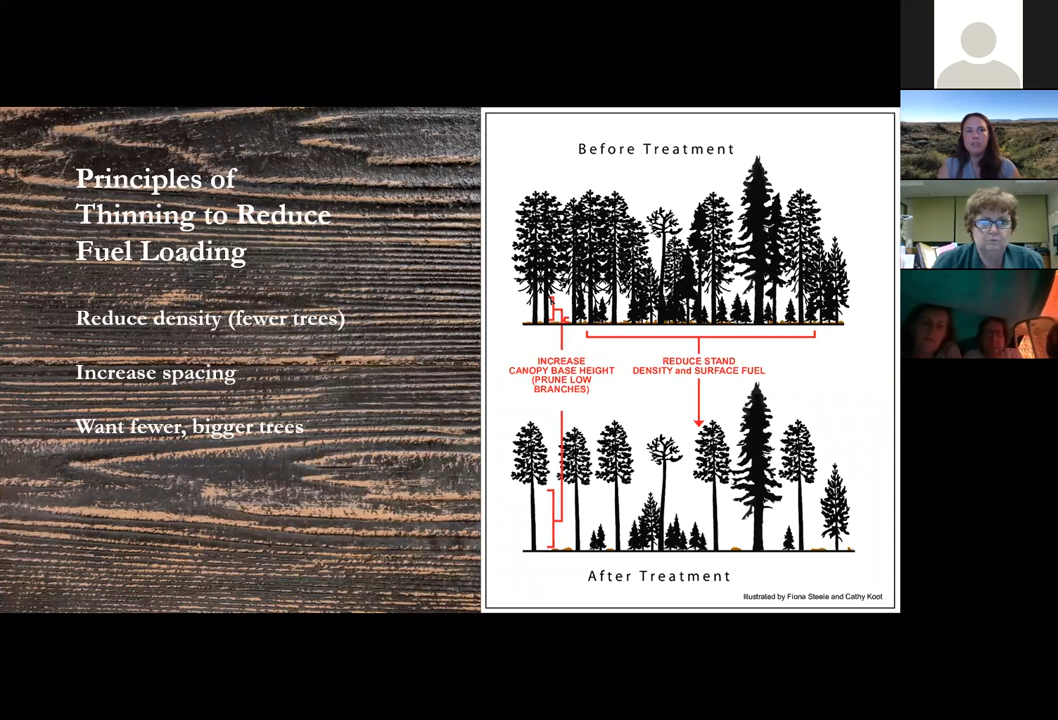 Principles of
Thinning to Reduce
Fuel Loading
Reduce density (fewer trees)
Increase spacing
Want fewer, bigger trees
Before Treatment
INCREASE
CANOPY BASE HEIGHT
(PRUNE LOW
BRANCHES)
REDUCE STAND
DENSITY and SURFACE FUEL
After Treatment
Illustrated by Fiona Steele and Cathy Koot